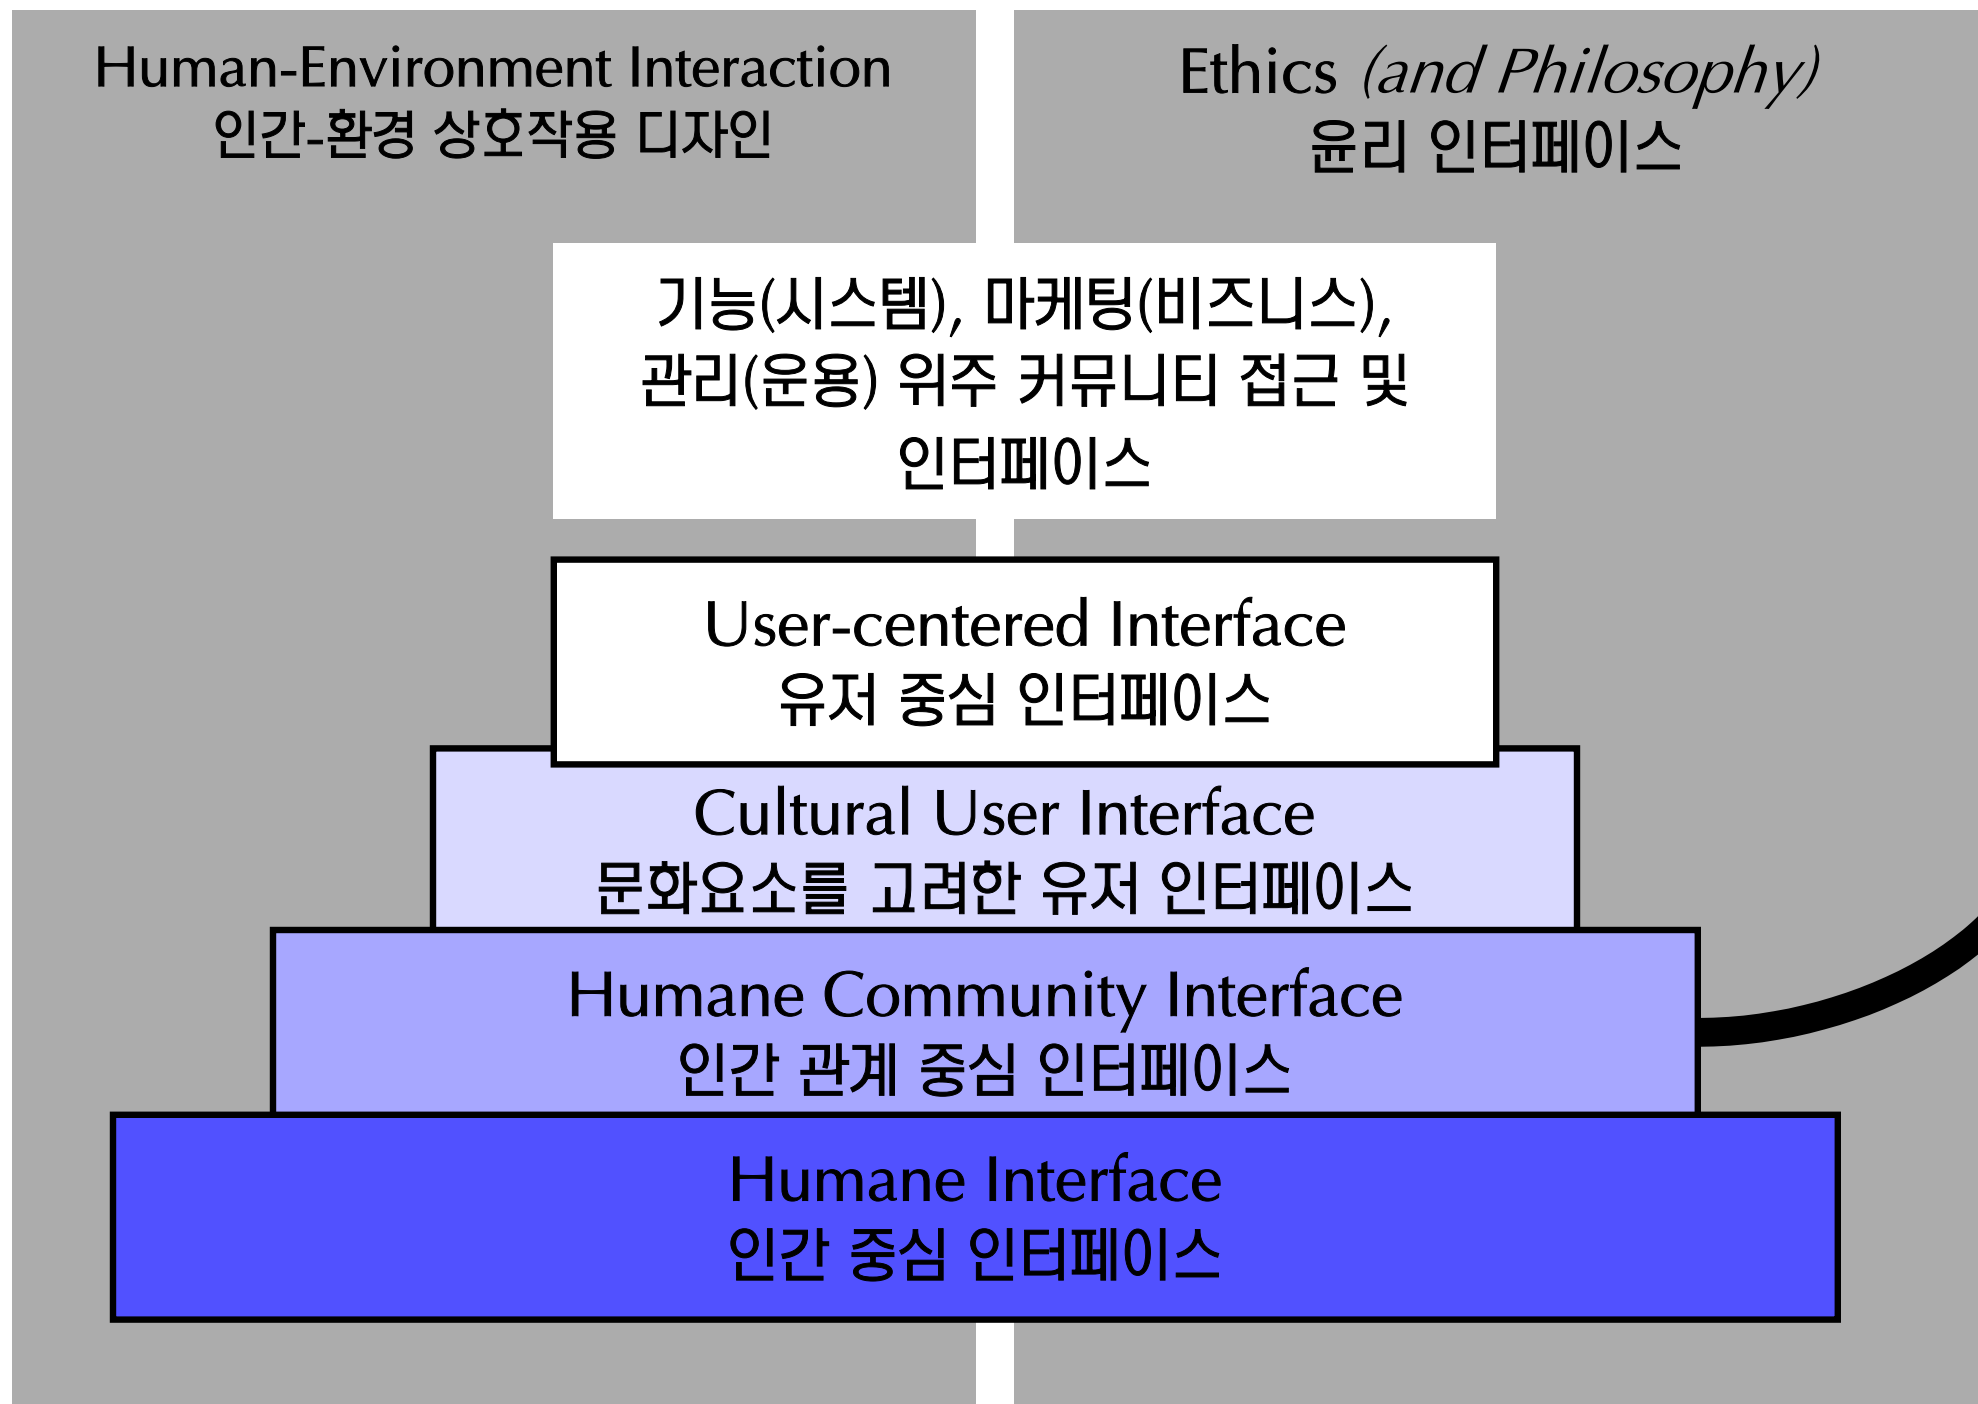 Human-Environment Interaction
인간-환경 상호작용 디자인
Ethics (and Philosophy)
윤리 인터페이스
기능(시스템), 마케팅(비즈니스),
관리(운용) 위주 커뮤니티 접근 및
인터페이스
User-centered Interface
유저 중심 인터페이스
Cultural User Interface
문화요소를 고려한 유저 인터페이스
Humane Community Interface
인간 관계 중심 인터페이스
Humane Interface
인간 중심 인터페이스